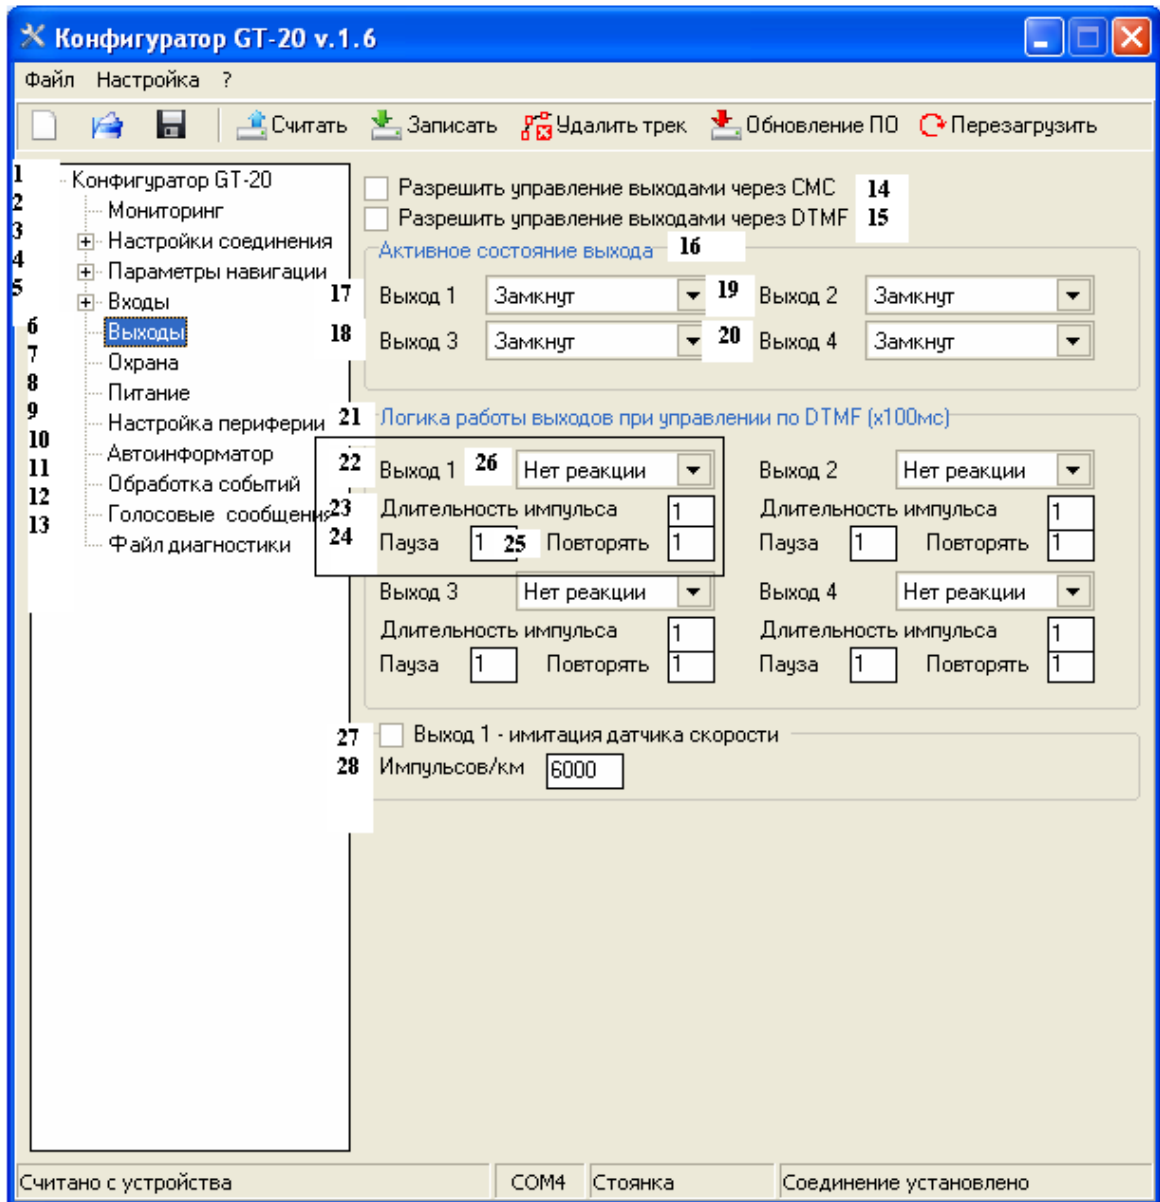 Конфигуратор GT-20 v.1.6
Файл Настройка ?
Считать Записать Удалить трек Обновление ПО Перезагрузить
1 Конфигуратор GT-20
2 Мониторинг
3 Настройки соединения
4 Параметры навигации
5 Входы
6 Выходы
7 Охрана
8 Питание
9 Настройка периферии
10 Автоинформатор
11 Обработка событий
12 Голосовые сообщения
13 Файл диагностики
Разрешить управление выходами через СМС 14
Разрешить управление выходами через DTMF 15
Активное состояние выхода 16
17 Выход 1 Замкнут 19 Выход 2 Замкнут
18 Выход 3 Замкнут 20 Выход 4 Замкнут
21 Логика работы выходов при управлении по DTMF (x100мс)
22 Выход 1 26 Нет реакции Выход 2 Нет реакции
23 Длительность импульса 1 Длительность импульса 1
24 Пауза 1 25 Повторять 1 Пауза 1 Повторять 1
Выход 3 Нет реакции Выход 4 Нет реакции
Длительность импульса 1 Длительность импульса 1
Пауза 1 Повторять 1 Пауза 1 Повторять 1
27 Выход 1 - имитация датчика скорости
28 Импульсов/км 6000
Считано с устройства COM4 Стоянка Соединение установлено